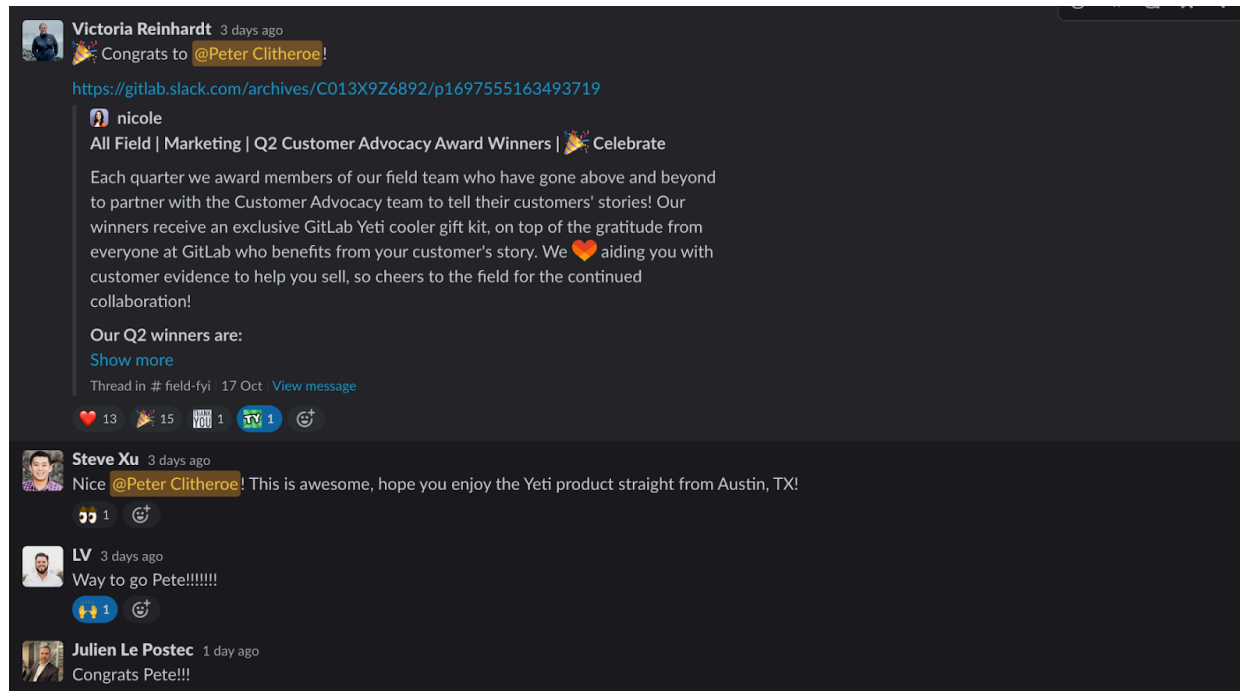 Victoria Reinhardt 3 days ago
🎉 Congrats to @Peter Clitheroe!
https://gitlab.slack.com/archives/C013X9Z6892/p1697555163493719
nicole
All Field | Marketing | Q2 Customer Advocacy Award Winners | 🎉 Celebrate
Each quarter we award members of our field team who have gone above and beyond
to partner with the Customer Advocacy team to tell their customers' stories! Our
winners receive an exclusive GitLab Yeti cooler gift kit, on top of the gratitude from
everyone at GitLab who benefits from your customer's story. We 🧡 aiding you with
customer evidence to help you sell, so cheers to the field for the continued
collaboration!
Our Q2 winners are:
Show more
Thread in # field-fyi | 17 Oct | View message
❤️ 13 🎉 15 THANK YOU 1 TY 1
Steve Xu 3 days ago
Nice @Peter Clitheroe! This is awesome, hope you enjoy the Yeti product straight from Austin, TX!
👀 1
LV 3 days ago
Way to go Pete!!!!!!!
🙌 1
Julien Le Postec 1 day ago
Congrats Pete!!!